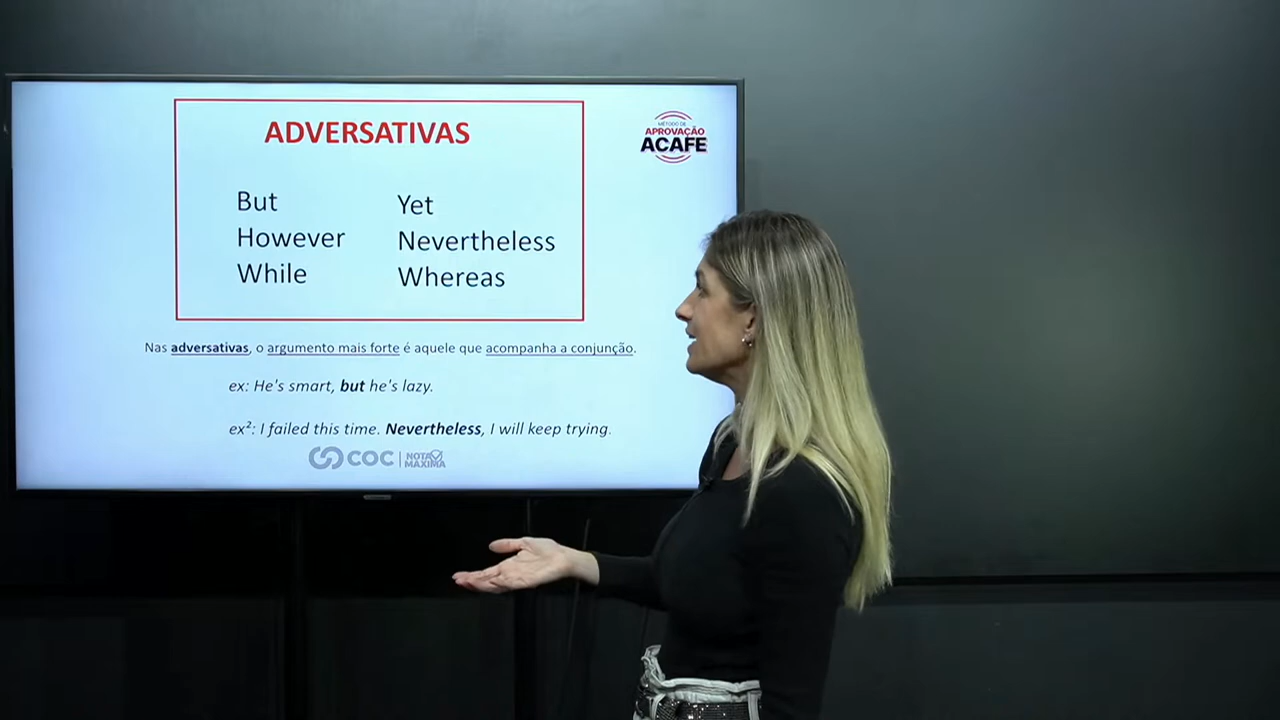 ADVERSATIVAS
MÉTODO DE
APROVAÇÃO
ACAFE
But
However
While
Yet
Nevertheless
Whereas
Nas adversativas, o argumento mais forte é aquele que acompanha a conjunção.
ex: He's smart, but he's lazy.
ex²: I failed this time. Nevertheless, I will keep trying.
COC | NOTA
MÁXIMA